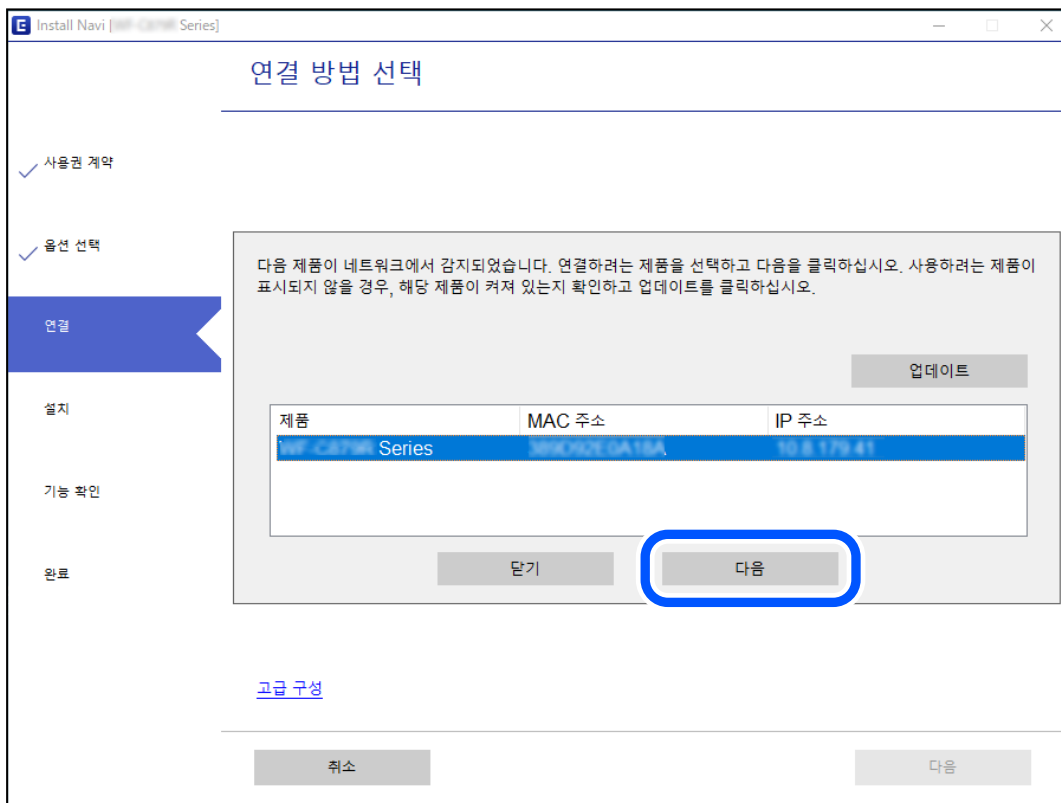 E Install Navi [ Series]
연결 방법 선택
사용권 계약
옵션 선택
연결
설치
기능 확인
완료
다음 제품이 네트워크에서 감지되었습니다. 연결하려는 제품을 선택하고 다음을 클릭하십시오. 사용하려는 제품이
표시되지 않을 경우, 해당 제품이 켜져 있는지 확인하고 업데이트를 클릭하십시오.
업데이트
제품 MAC 주소 IP 주소
Series
닫기 다음
고급 구성
취소 다음